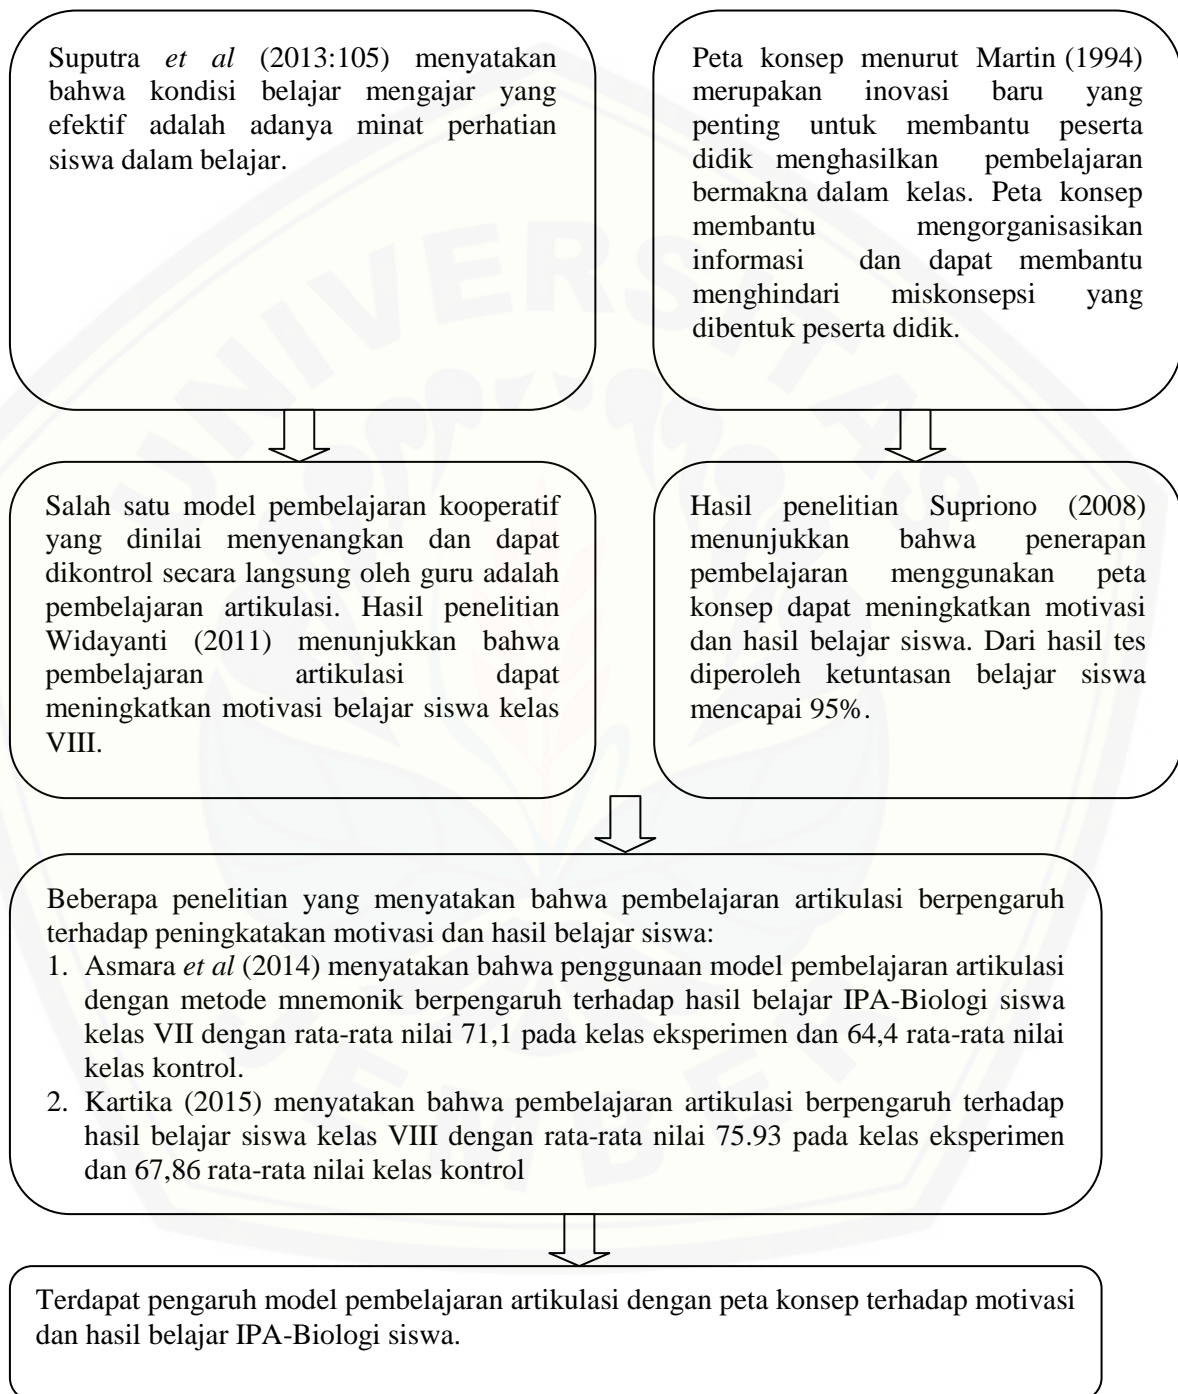 Suputra et al (2013:105) menyatakan
bahwa kondisi belajar mengajar yang
efektif adalah adanya minat perhatian
siswa dalam belajar.
Peta konsep menurut Martin (1994)
merupakan inovasi baru yang
penting untuk membantu peserta
didik menghasilkan pembelajaran
bermakna dalam kelas. Peta konsep
membantu mengorganisasikan
informasi dan dapat membantu
menghindari miskonsepsi yang
dibentuk peserta didik.
Salah satu model pembelajaran kooperatif
yang dinilai menyenangkan dan dapat
dikontrol secara langsung oleh guru adalah
pembelajaran artikulasi. Hasil penelitian
Widayanti (2011) menunjukkan bahwa
pembelajaran artikulasi dapat
meningkatkan motivasi belajar siswa kelas
VIII.
Hasil penelitian Supriono (2008)
menunjukkan bahwa penerapan
pembelajaran menggunakan peta
konsep dapat meningkatkan motivasi
dan hasil belajar siswa. Dari hasil tes
diperoleh ketuntasan belajar siswa
mencapai 95%.
Beberapa penelitian yang menyatakan bahwa pembelajaran artikulasi berpengaruh
terhadap peningkatakan motivasi dan hasil belajar siswa:
1. Asmara et al (2014) menyatakan bahwa penggunaan model pembelajaran artikulasi
dengan metode mnemonik berpengaruh terhadap hasil belajar IPA-Biologi siswa
kelas VII dengan rata-rata nilai 71,1 pada kelas eksperimen dan 64,4 rata-rata nilai
kelas kontrol.
2. Kartika (2015) menyatakan bahwa pembelajaran artikulasi berpengaruh terhadap
hasil belajar siswa kelas VIII dengan rata-rata nilai 75.93 pada kelas eksperimen
dan 67,86 rata-rata nilai kelas kontrol
Terdapat pengaruh model pembelajaran artikulasi dengan peta konsep terhadap motivasi
dan hasil belajar IPA-Biologi siswa.
UNIVERSITAS
JEMBER